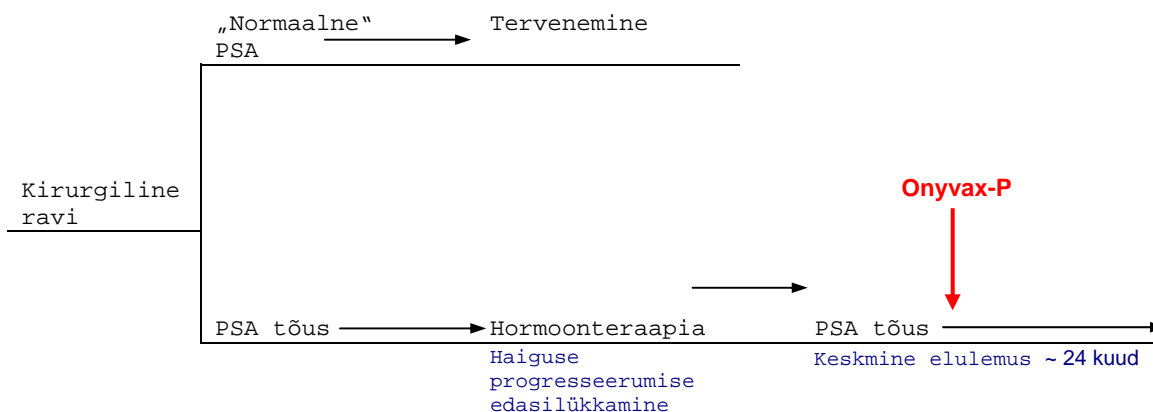 „Normaalne“
PSA
Tervenemine
Kirurgiline
ravi
Onyvax-P
PSA tõus
Hormoonteraapia
PSA tõus
Haiguse
progresseerumise
edasilükkamine
Keskmine elulemus ~ 24 kuud